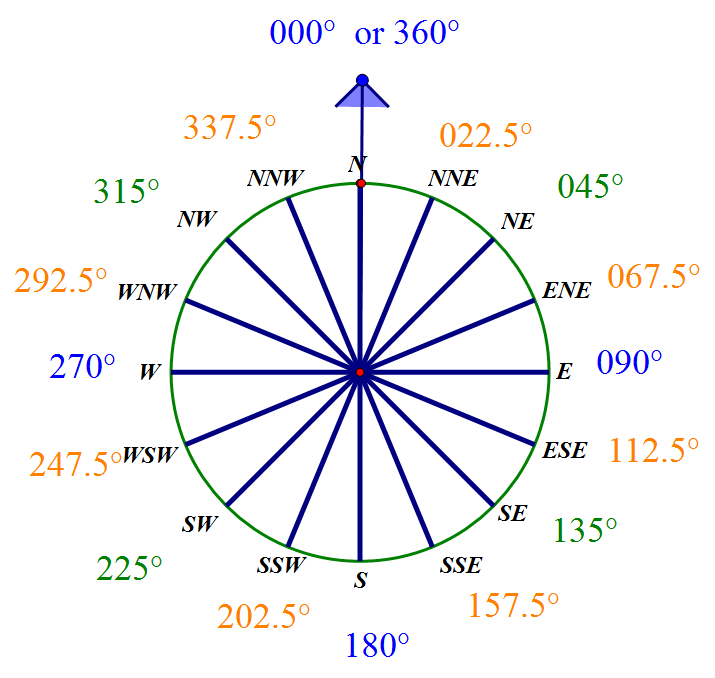 000° or 360°
337.5°
022.5°
N
NNW
NNE
315°
045°
NW
NE
292.5°
WNW
ENE
067.5°
270°
W
E
090°
247.5°
WSW
ESE
112.5°
SW
SE
225°
135°
SSW
S
SSE
202.5°
157.5°
180°